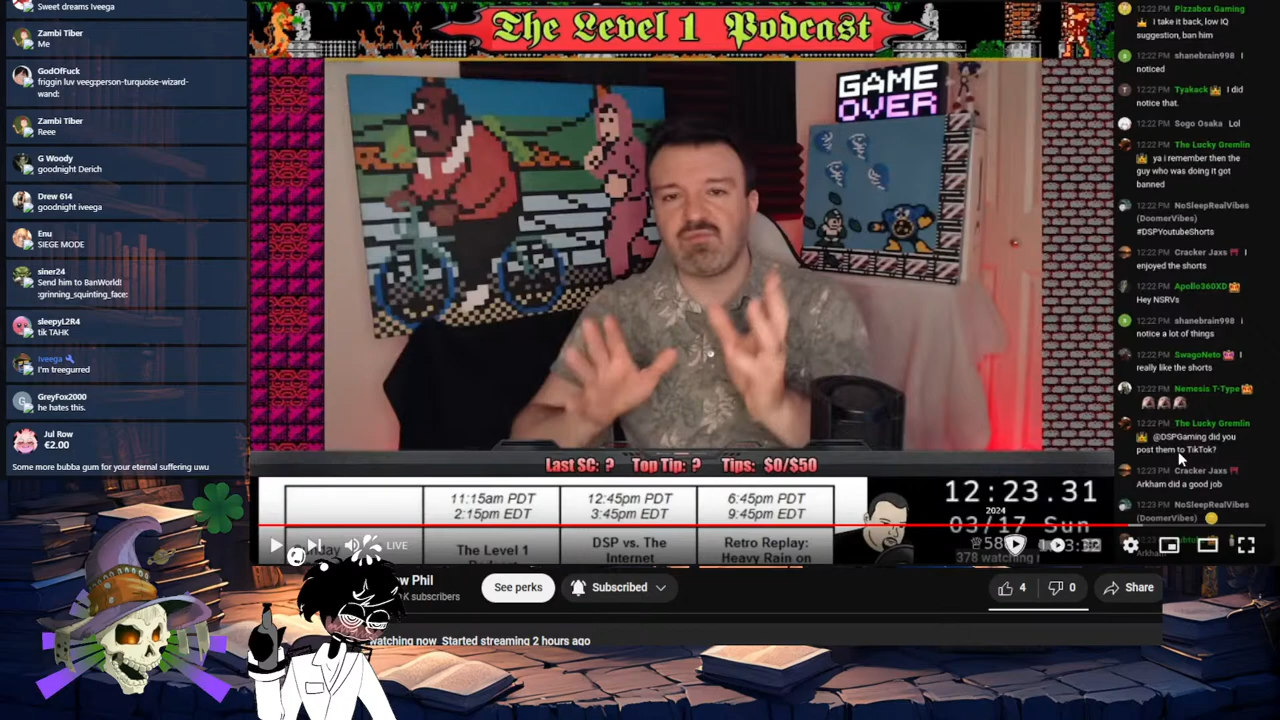 Sweet dreams Iveega
Zambi Tiber
Me
GodOfFuck
friggin luv veeg:person-turquoise-wizard-
wand:
Zambi Tiber
Reee
G Woody
goodnight Derich
Drew 614
goodnight iveega
Enu
SIEGE MODE
siner24
Send him to BanWorld!
:grinning_squinting_face:
sleepyL2R4
tik TAHK
Iveega
I'm treegurred
GreyFox2000
he hates this.
Jul Row
€2.00
Some more bubba gum for your eternal suffering uwu
The Level 1 Podcast
GAME
OVER
Last SC: ? Top Tip: ? Tips: $0/$50
11:15am PDT
2:15pm EDT
12:45pm PDT
3:45pm EDT
6:45pm PDT
9:45pm EDT
The Level 1
DSP vs. The
Internet
Retro Replay:
Heavy Rain on
12:23.31
2024
03/17 Sun
378 watching
LIVE
Phil
subscribers
See perks
Subscribed
4
0
Share
watching now Started streaming 2 hours ago
12:22 PM Pizzabox Gaming
I take it back, low IQ
suggestion, ban him
12:22 PM shanebrain998 I
noticed
12:22 PM Tyakack I did
notice that.
12:22 PM Sogo Osaka Lol
12:22 PM The Lucky Gremlin
ya i remember then the
guy who was doing it got
banned
12:22 PM NoSleepRealVibes
(DoomerVibes)
#DSPYoutubeShorts
12:22 PM Cracker Jaxs I
enjoyed the shorts
12:22 PM Apollo360XD
Hey NSRVs
12:22 PM shanebrain998 i
notice a lot of things
12:22 PM SwagoNeto I
really like the shorts
12:22 PM Nemesis T-Type
12:22 PM The Lucky Gremlin
@DSPGaming did you
post them to TikTok?
12:23 PM Cracker Jaxs
Arkham did a good job
12:22 PM NoSleepRealVibes
(DoomerVibes)